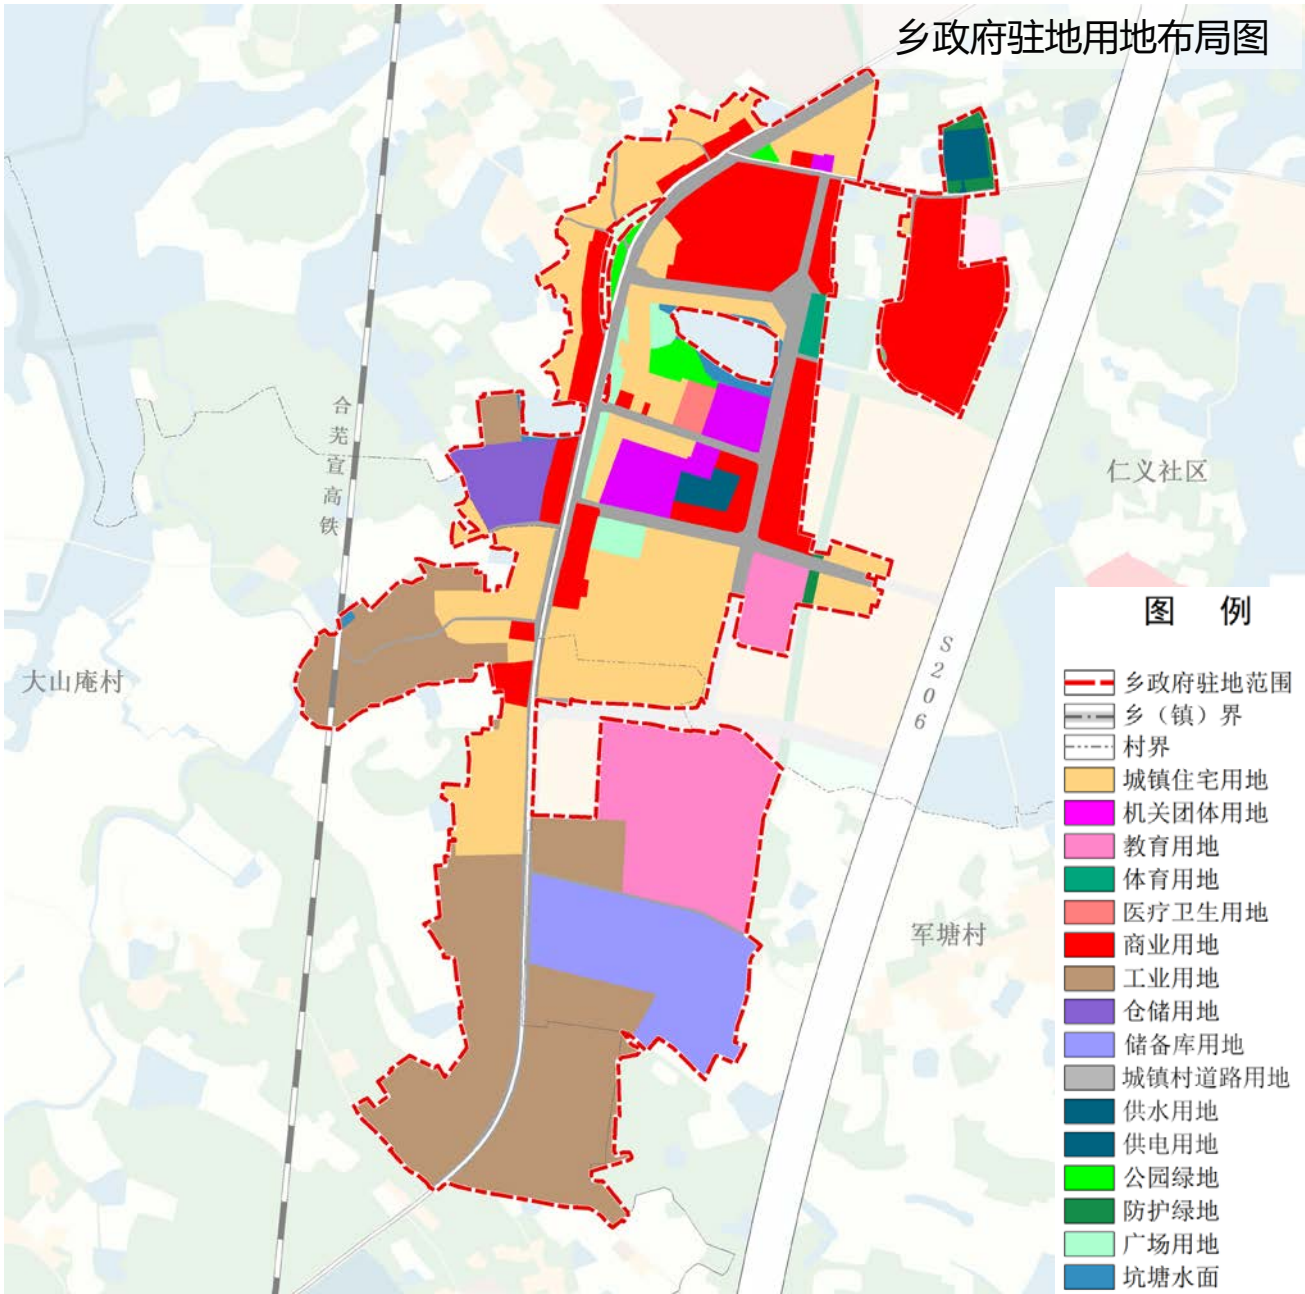 乡政府驻地用地布局图
合芜宣高铁
仁义社区
大山庵村
S206
军塘村
图 例
乡政府驻地范围
乡（镇）界
村界
城镇住宅用地
机关团体用地
教育用地
体育用地
医疗卫生用地
商业用地
工业用地
仓储用地
储备库用地
城镇村道路用地
供水用地
供电用地
公园绿地
防护绿地
广场用地
坑塘水面